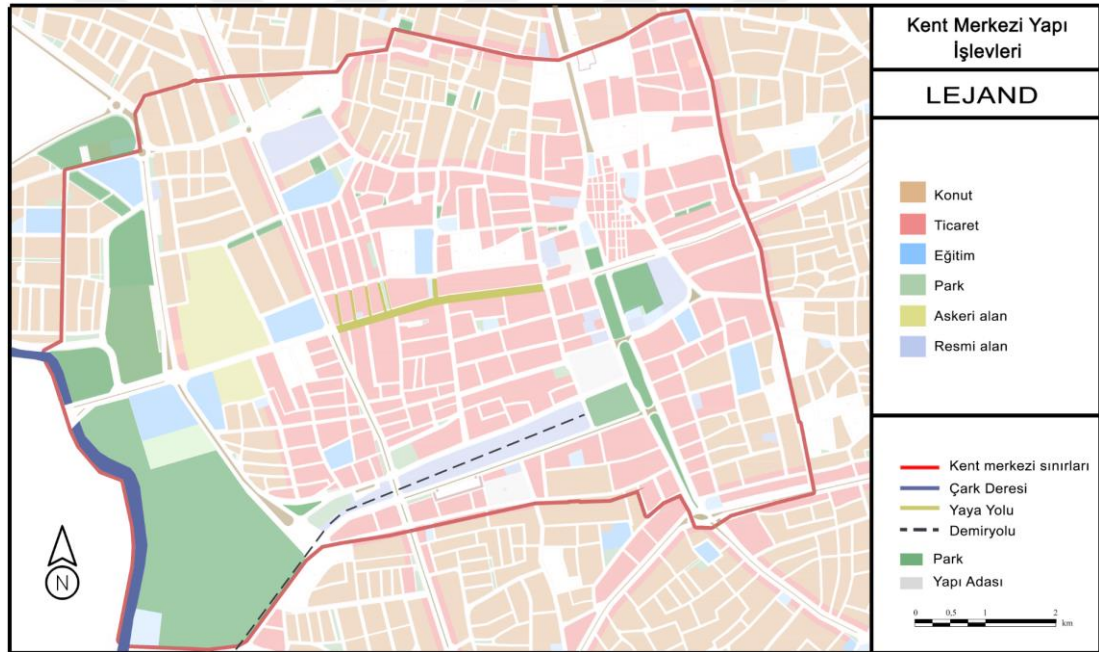 Kent Merkezi Yapı
İşlevleri
LEJAND
Konut
Ticaret
Eğitim
Park
Askeri alan
Resmi alan
Kent merkezi sınırları
Çark Deresi
Yaya Yolu
Demiryolu
Park
Yapı Adası
0 0,5 1 2
km
N